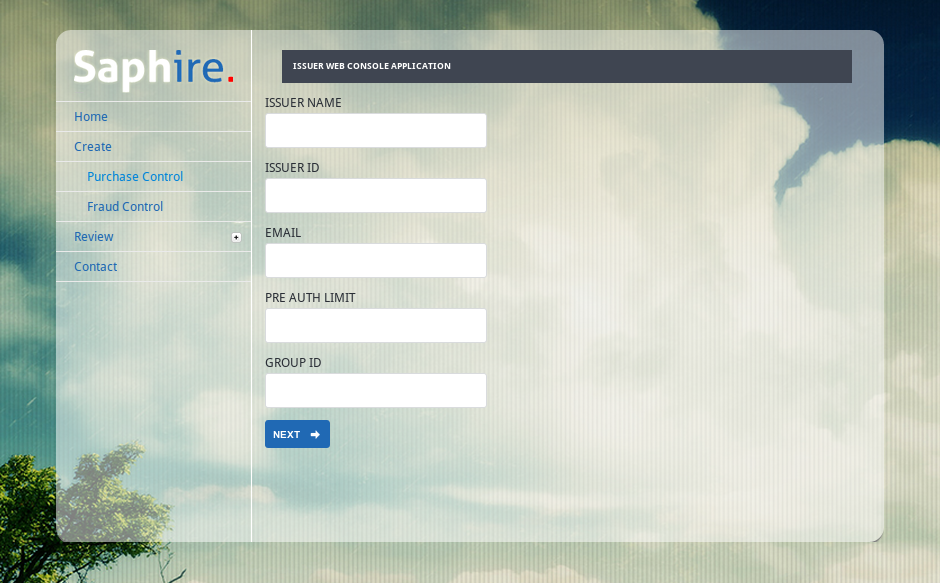 Saphire.
Home
Create
Purchase Control
Fraud Control
Review
Contact
ISSUER WEB CONSOLE APPLICATION
ISSUER NAME
ISSUER ID
EMAIL
PRE AUTH LIMIT
GROUP ID
NEXT